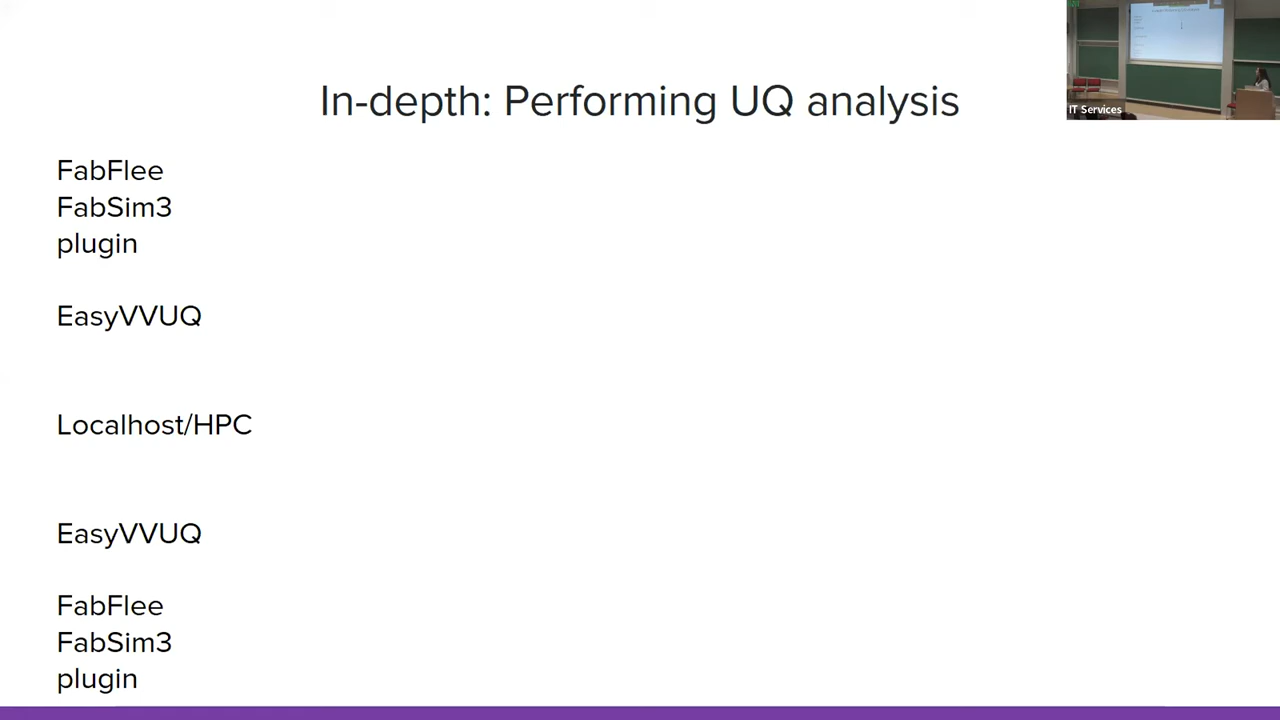 In-depth: Performing UQ analysis
IT Services
FabFlee
FabSim3
plugin
EasyVVUQ
Localhost/HPC
EasyVVUQ
FabFlee
FabSim3
plugin